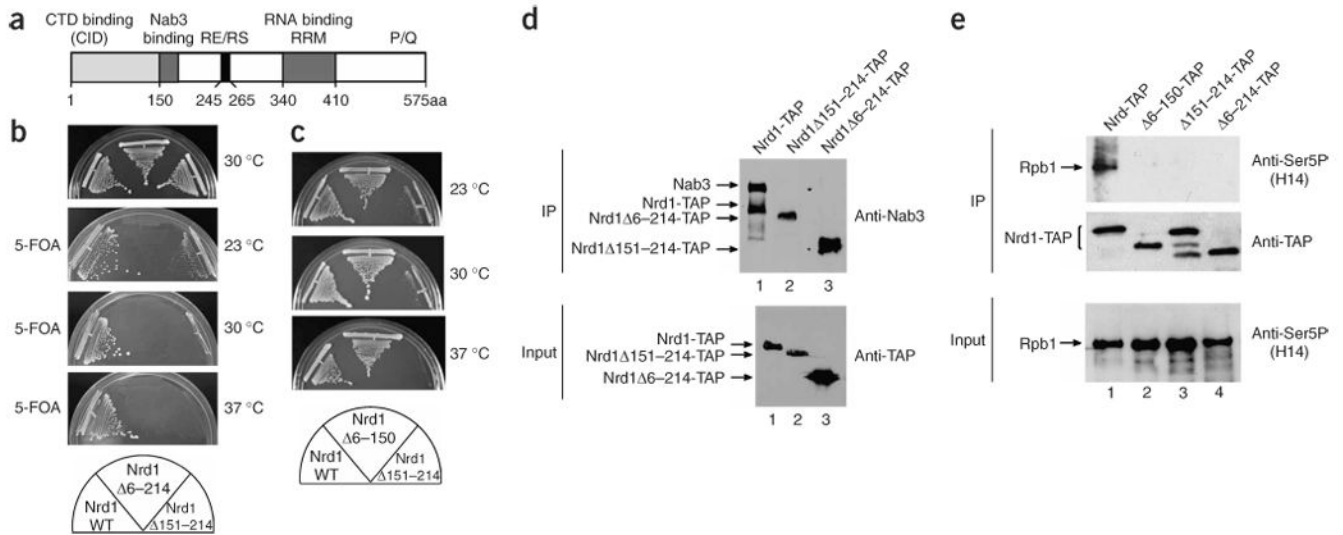 a
CTD binding
(CID)
Nab3
binding
RE/RS
RNA binding
RRM
P/Q
1
150
245
265
340
410
575aa
b
30 °C
5-FOA
23 °C
5-FOA
30 °C
5-FOA
37 °C
Nrd1
Δ6–214
Nrd1
WT
Nrd1
Δ151–214
c
23 °C
30 °C
37 °C
Nrd1
Δ6–150
Nrd1
WT
Nrd1
Δ151–214
d
Nrd1-TAP
Nrd1Δ151–214-TAP
Nrd1Δ6–214-TAP
IP
Nab3
Nrd1-TAP
Nrd1Δ6–214-TAP
Nrd1Δ151–214-TAP
Anti-Nab3
1 2 3
Input
Nrd1-TAP
Nrd1Δ151–214-TAP
Nrd1Δ6–214-TAP
Anti-TAP
1 2 3
e
Nrd-TAP
Δ6–150-TAP
Δ151–214-TAP
Δ6–214-TAP
IP
Rpb1
Anti-Ser5P
(H14)
Nrd1-TAP
Anti-TAP
Input
Rpb1
Anti-Ser5P
(H14)
1 2 3 4